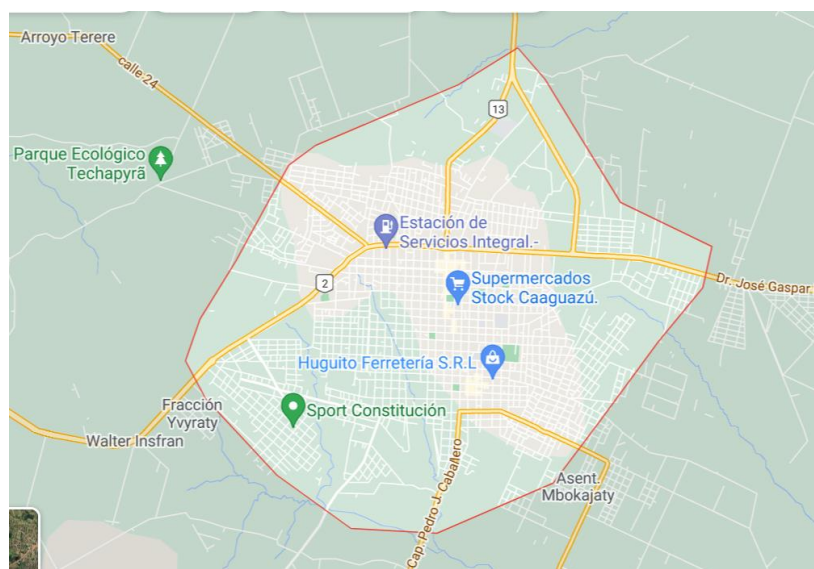 Arroyo Terere
calle 24
13
Parque Ecológico
Techapyrã
Estación de
Servicios Integral.-
2
Supermercados
Stock Caaguazú.
Dr. José Gaspar
Huguito Ferretería S.R.L
Fracción
Yvyraty
Sport Constitución
Walter Insfran
Cap. Pedro J. Caballero
Asent.
Mbokajaty